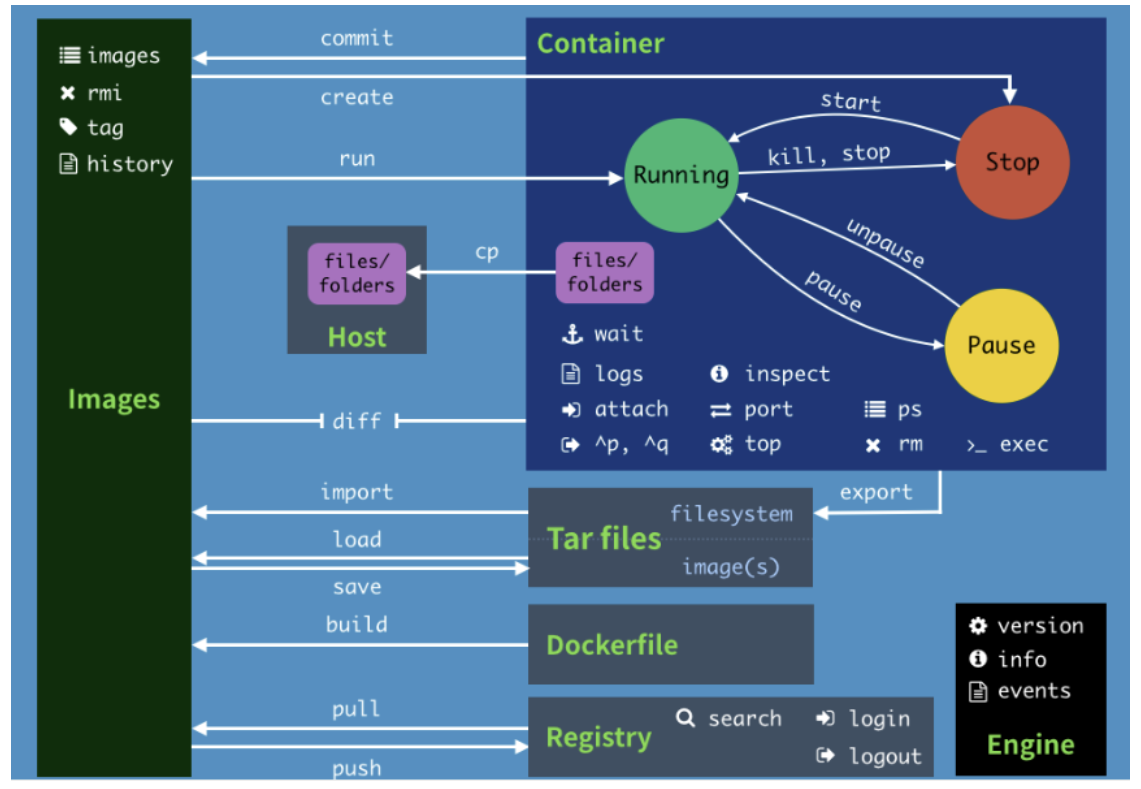 images
rmi
tag
history
Images
commit
create
run
Container
start
kill, stop
Running
Stop
unpause
pause
Pause
cp
files/
folders
Host
files/
folders
wait
logs
inspect
attach
port
ps
^p, ^q
top
rm
>_ exec
diff
import
export
load
save
Tar files
filesystem
image(s)
build
Dockerfile
pull
push
Registry
search
login
logout
version
info
events
Engine